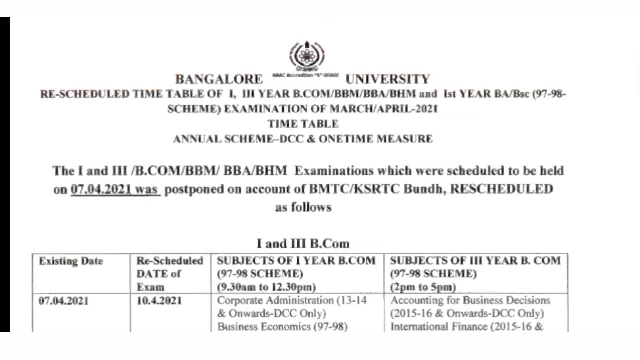 NAAC Accreditation "A" GRADE
BANGALORE UNIVERSITY
RE-SCHEDULED TIME TABLE OF I, III YEAR B.COM/BBM/BBA/BHM and Ist YEAR BA/Bsc (97-98-
SCHEME) EXAMINATION OF MARCH/APRIL-2021
TIME TABLE
ANNUAL SCHEME–DCC & ONETIME MEASURE
The I and III /B.COM/BBM/ BBA/BHM Examinations which were scheduled to be held
on 07.04.2021 was postponed on account of BMTC/KSRTC Bundh, RESCHEDULED
as follows
I and III B.Com
Existing Date
Re-Scheduled
DATE of
Exam
SUBJECTS OF I YEAR B.COM
(97-98 SCHEME)
(9.30am to 12.30pm)
SUBJECTS OF III YEAR B. COM
(97-98 SCHEME)
(2pm to 5pm)
07.04.2021
10.4.2021
Corporate Administration (13-14
& Onwards-DCC Only)
Business Economics (97-98)
Accounting for Business Decisions
(2015-16 & Onwards-DCC Only)
International Finance (2015-16 &